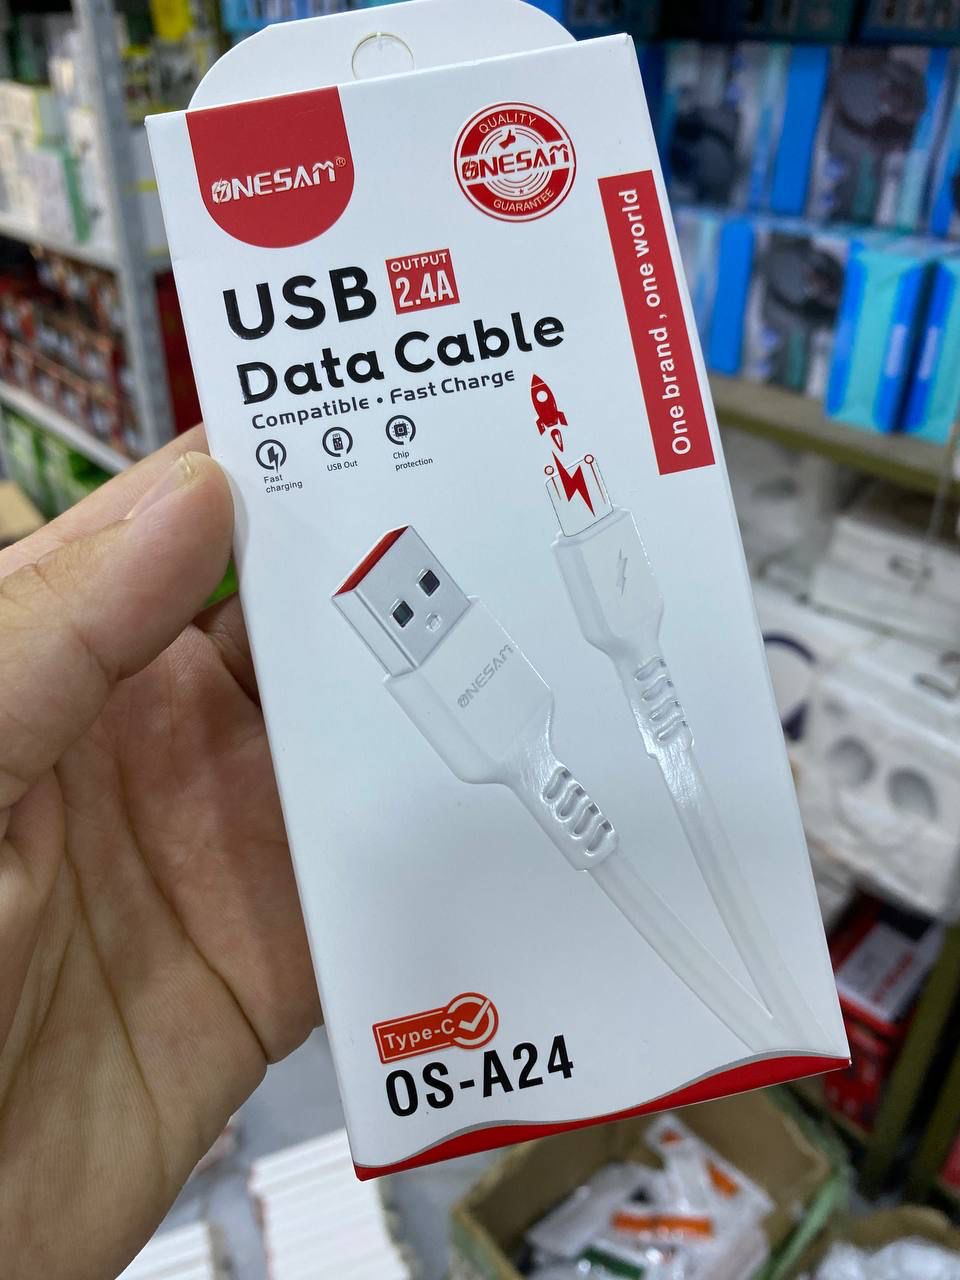 ONESAM®
QUALITY
ONESAM
GUARANTEE
One brand , one world
USB
OUTPUT
2.4A
Data Cable
Compatible • Fast Charge
Fast
charging
USB Out
Chip
protection
ONESAM
Type-C
OS-A24